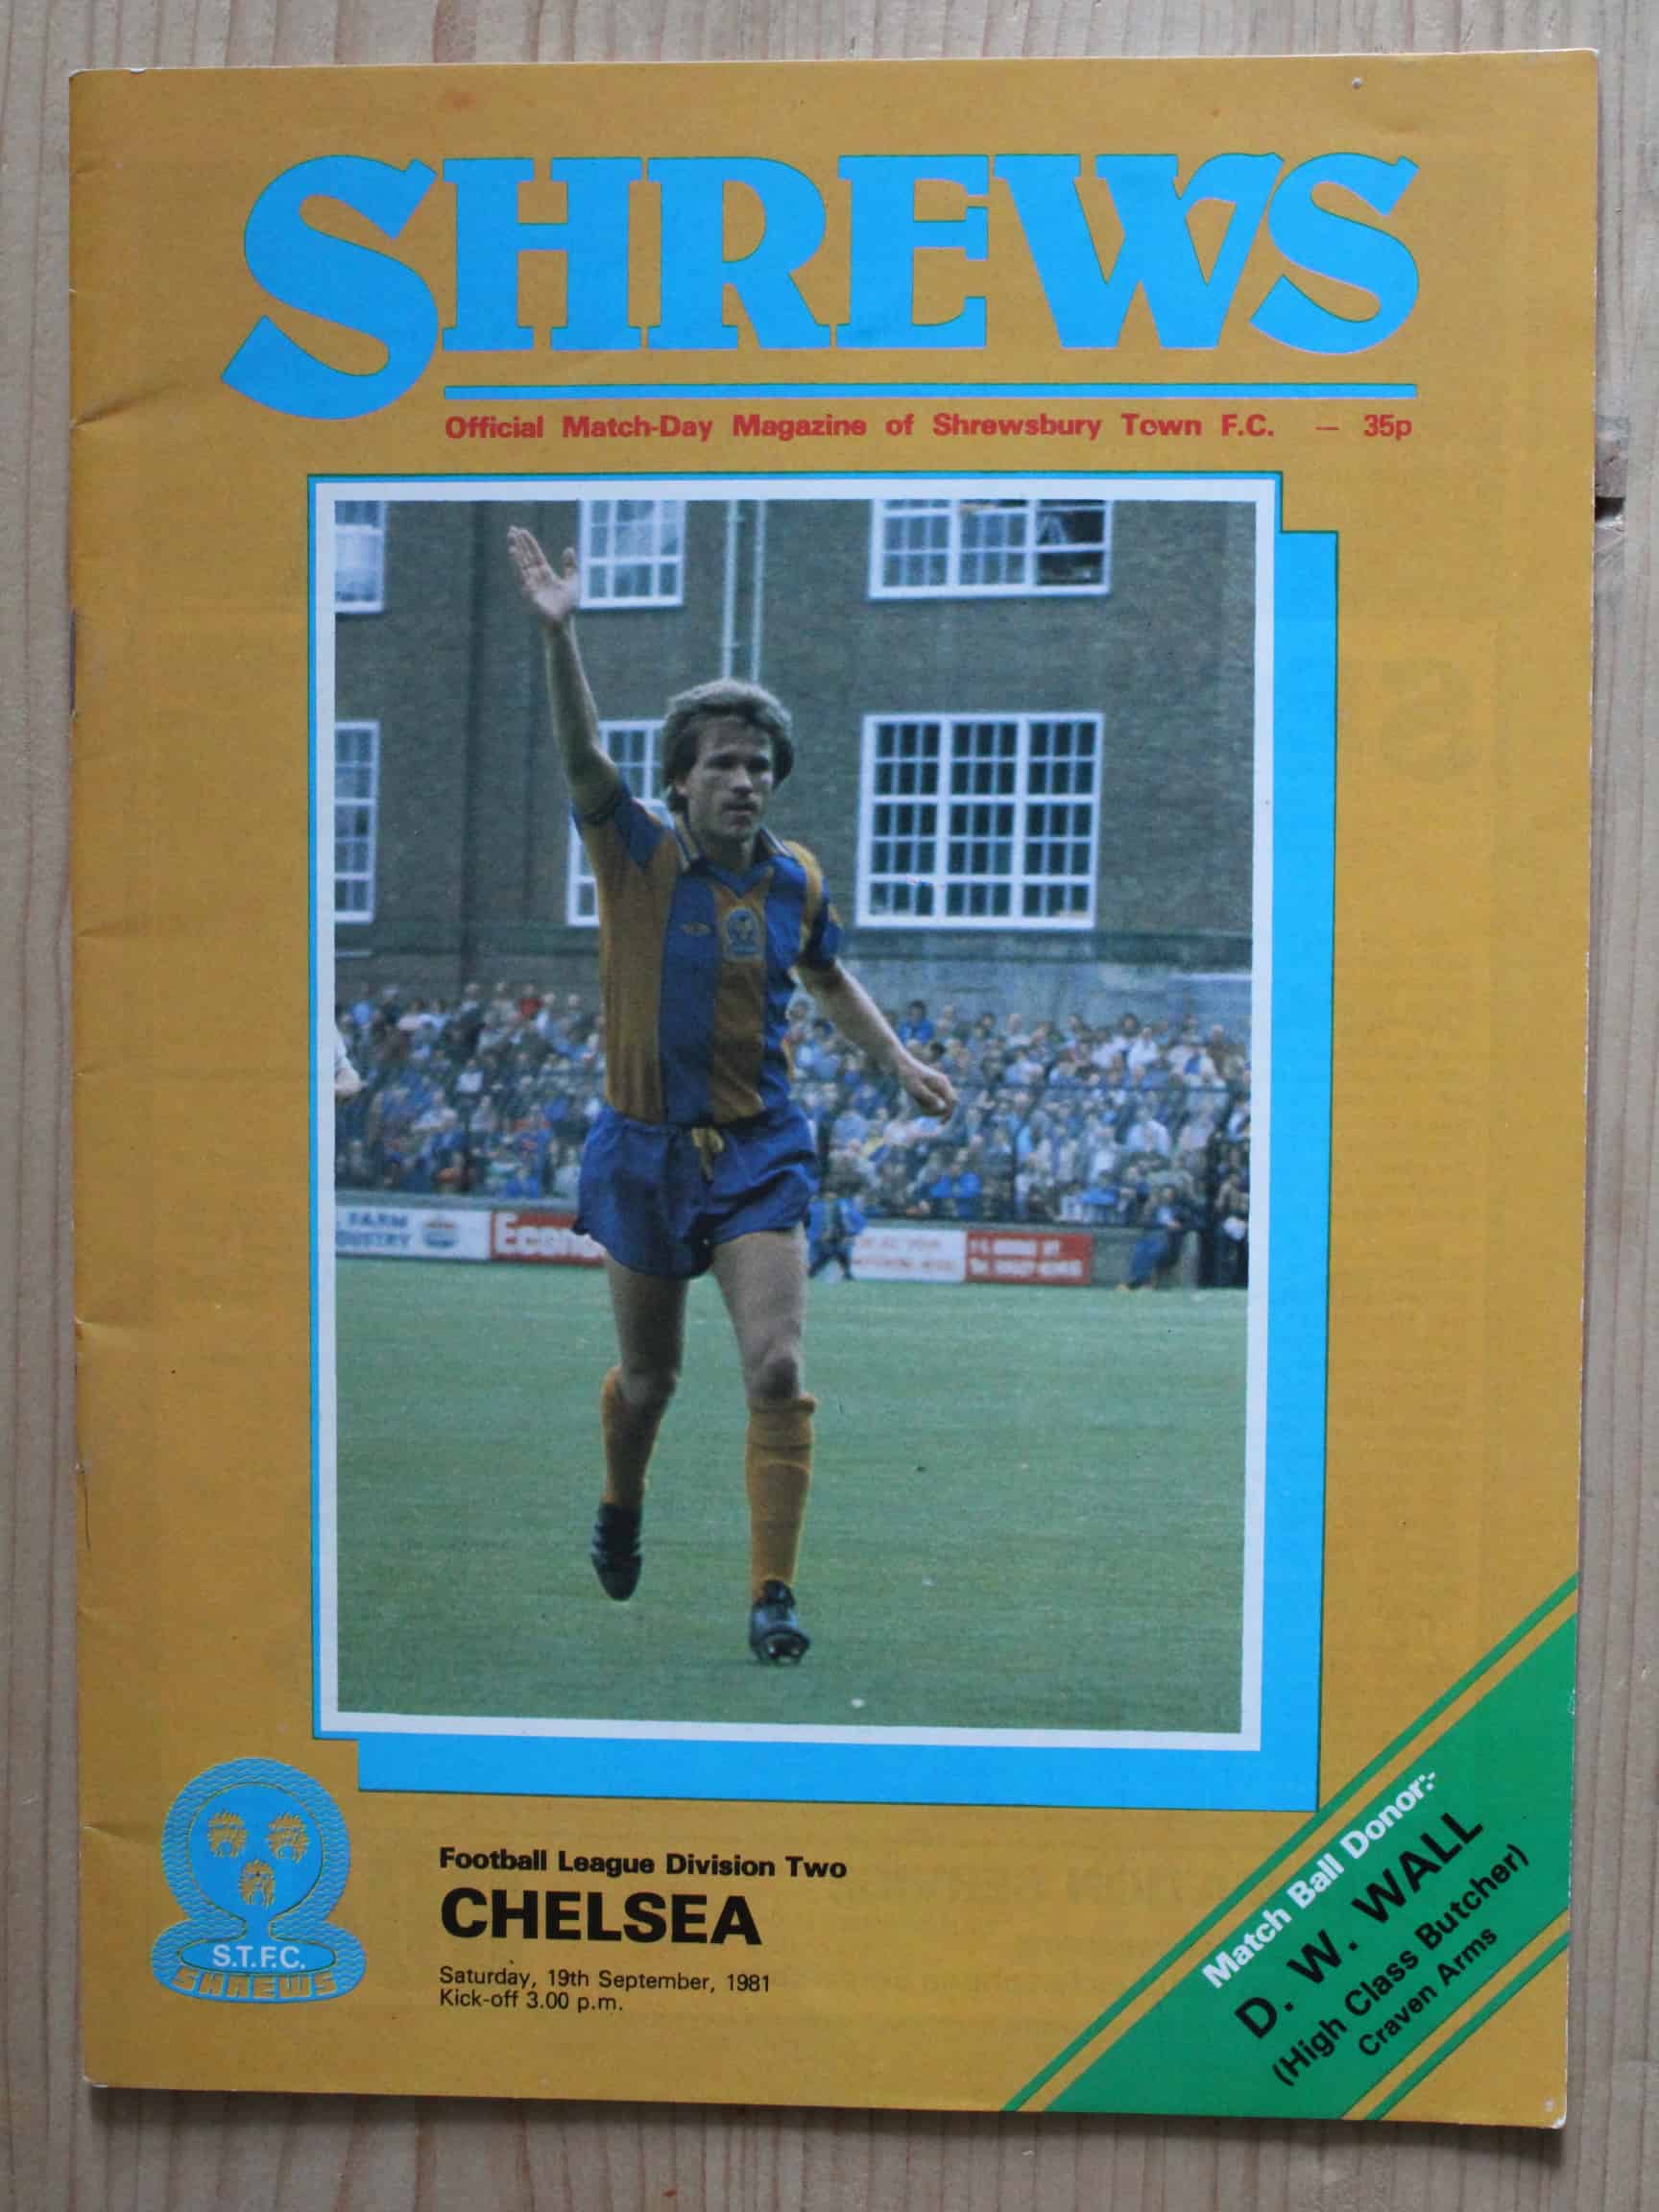 SHREWS
Official Match-Day Magazine of Shrewsbury Town F.C. — 35p
FARM
Football League Division Two
CHELSEA
Saturday, 19th September, 1981
Kick-off 3.00 p.m.
S.T.F.C.
SHREWS
Match Ball Donor:-
D. W. WALL
(High Class Butcher)
Craven Arms